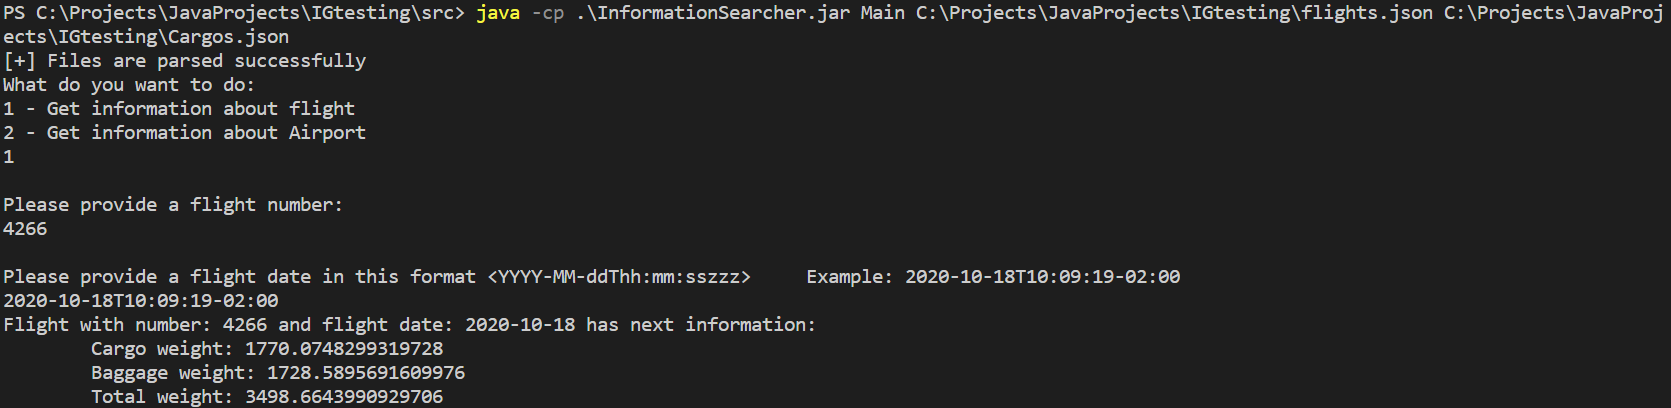 PS C:\Projects\JavaProjects\IGtesting\src> java -cp .\InformationSearcher.jar Main C:\Projects\JavaProjects\IGtesting\flights.json C:\Projects\JavaProj
ects\IGtesting\Cargos.json
[+] Files are parsed successfully
What do you want to do:
1 - Get information about flight
2 - Get information about Airport
1
Please provide a flight number:
4266
Please provide a flight date in this format <YYYY-MM-ddThh:mm:sszzz>     Example: 2020-10-18T10:09:19-02:00
2020-10-18T10:09:19-02:00
Flight with number: 4266 and flight date: 2020-10-18 has next information:
        Cargo weight: 1770.0748299319728
        Baggage weight: 1728.5895691609976
        Total weight: 3498.6643990929706